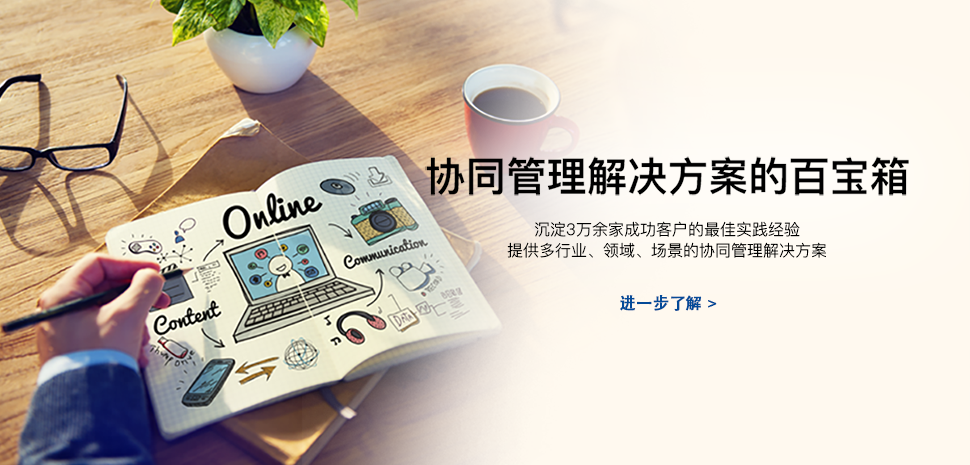 协同管理解决方案的百宝箱
沉淀3万余家成功客户的最佳实践经验
提供多行业、领域、场景的协同管理解决方案
进一步了解 >
Online
Communication
Content
Data